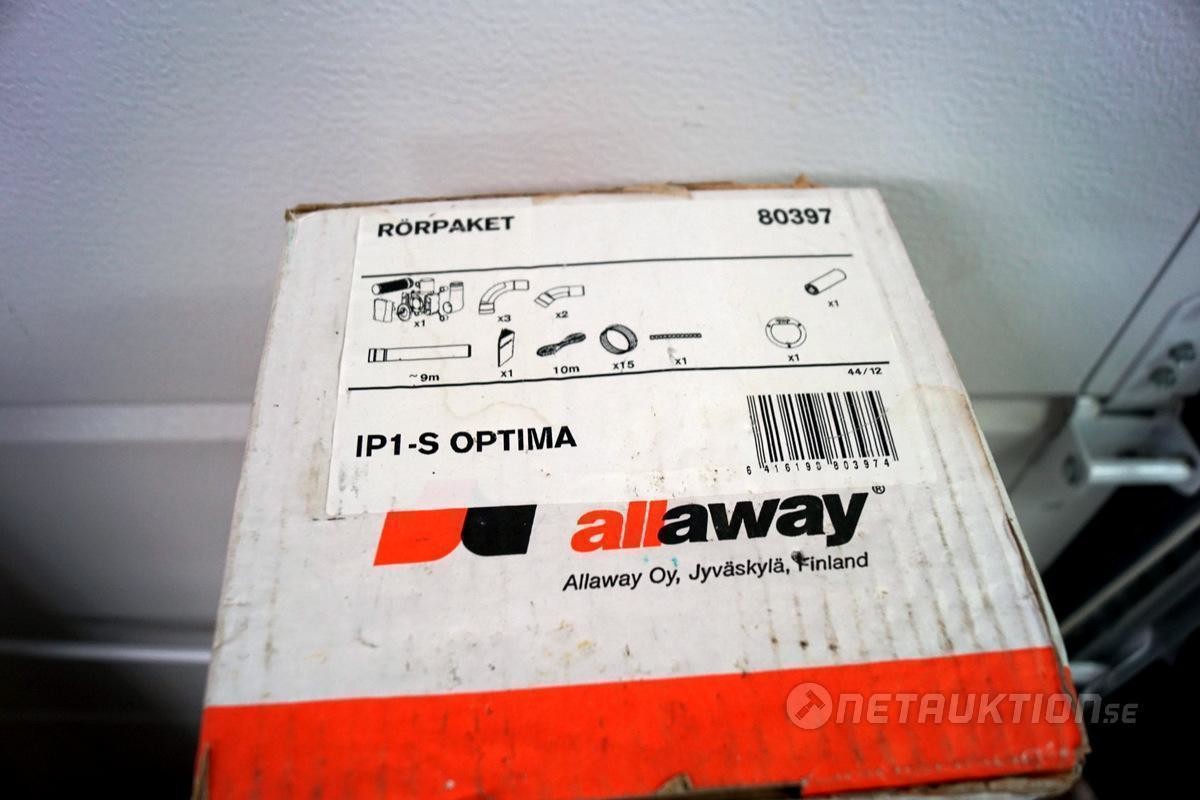 RÖRPAKET 80397
x1 x3 x2 x1
~9m x1 10m x15 x1 x1
44/12
IP1-S OPTIMA
6 416190 803974
allaway®
Allaway Oy, Jyväskylä, Finland
NETAUKTION.SE